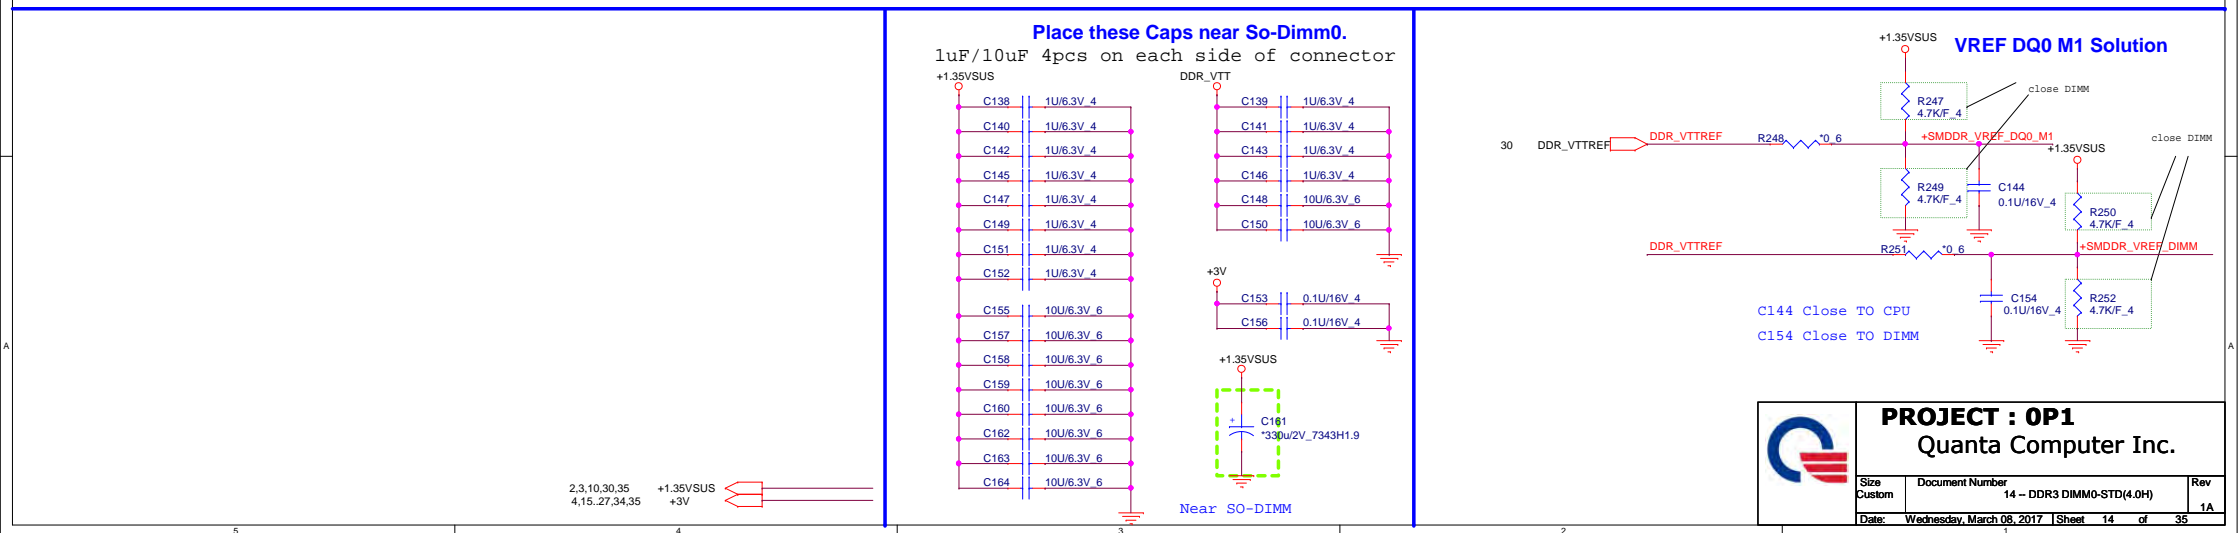 Place these Caps near So-Dimm0.
1uF/10uF 4pcs on each side of connector
+1.35VSUS
C138 1U/6.3V_4
C140 1U/6.3V_4
C142 1U/6.3V_4
C145 1U/6.3V_4
C147 1U/6.3V_4
C149 1U/6.3V_4
C151 1U/6.3V_4
C152 1U/6.3V_4
C155 10U/6.3V_6
C157 10U/6.3V_6
C158 10U/6.3V_6
C159 10U/6.3V_6
C160 10U/6.3V_6
C162 10U/6.3V_6
C163 10U/6.3V_6
C164 10U/6.3V_6
DDR_VTT
C139 1U/6.3V_4
C141 1U/6.3V_4
C143 1U/6.3V_4
C146 1U/6.3V_4
C148 10U/6.3V_6
C150 10U/6.3V_6
+3V
C153 0.1U/16V_4
C156 0.1U/16V_4
+1.35VSUS
+
C161
*330u/2V_7343H1.9
Near SO-DIMM
2,3,10,30,35 +1.35VSUS
4,15..27,34,35 +3V
VREF DQ0 M1 Solution
+1.35VSUS
R247
4.7K/F_4
close DIMM
30 DDR_VTTREF
DDR_VTTREF
R248 *0_6
+SMDDR_VREF_DQ0_M1
R249
4.7K/F_4
C144
0.1U/16V_4
+1.35VSUS
close DIMM
R250
4.7K/F_4
DDR_VTTREF
R251 *0_6
+SMDDR_VREF_DIMM
C154
0.1U/16V_4
R252
4.7K/F_4
C144 Close TO CPU
C154 Close TO DIMM
PROJECT : 0P1
Quanta Computer Inc.
Size
Custom
Document Number
14 -- DDR3 DIMM0-STD(4.0H)
Rev
1A
Date: Wednesday, March 08, 2017 Sheet 14 of 35
A
A
5 4 3 2 1